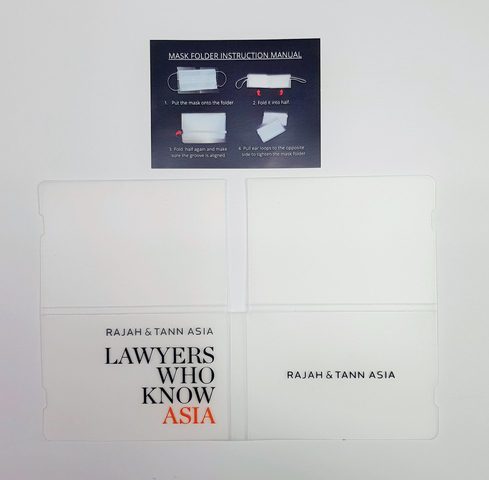 MASK FOLDER INSTRUCTION MANUAL
1. Put the mask onto the folder
2. Fold it into half.
3. Fold half again and make
sure the groove is aligned.
4. Pull ear loops to the opposite
side to tighten the mask folder
RAJAH & TANN ASIA
LAWYERS
WHO
KNOW
ASIA
RAJAH & TANN ASIA